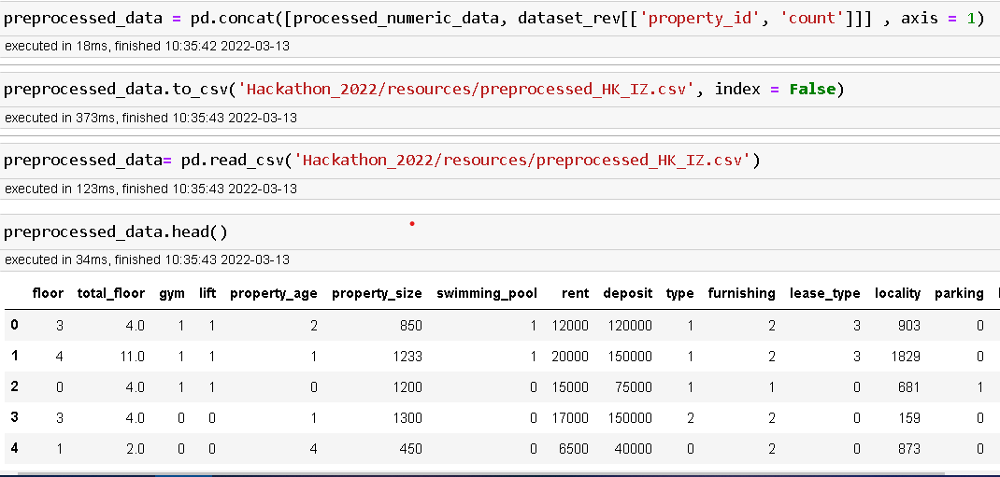 preprocessed_data = pd.concat([processed_numeric_data, dataset_rev[['property_id', 'count']]] , axis = 1)
executed in 18ms, finished 10:35:42 2022-03-13
preprocessed_data.to_csv('Hackathon_2022/resources/preprocessed_HK_IZ.csv', index = False)
executed in 373ms, finished 10:35:43 2022-03-13
preprocessed_data= pd.read_csv('Hackathon_2022/resources/preprocessed_HK_IZ.csv')
executed in 123ms, finished 10:35:43 2022-03-13
preprocessed_data.head()
executed in 34ms, finished 10:35:43 2022-03-13
floor total_floor gym lift property_age property_size swimming_pool rent deposit type furnishing lease_type locality parking
0 3 4.0 1 1 2 850 1 12000 120000 1 2 3 903 0
1 4 11.0 1 1 1 1233 1 20000 150000 1 2 3 1829 0
2 0 4.0 1 1 0 1200 0 15000 75000 1 1 0 681 1
3 3 4.0 0 0 1 1300 0 17000 150000 2 2 0 159 0
4 1 2.0 0 0 4 450 0 6500 40000 0 2 0 873 0